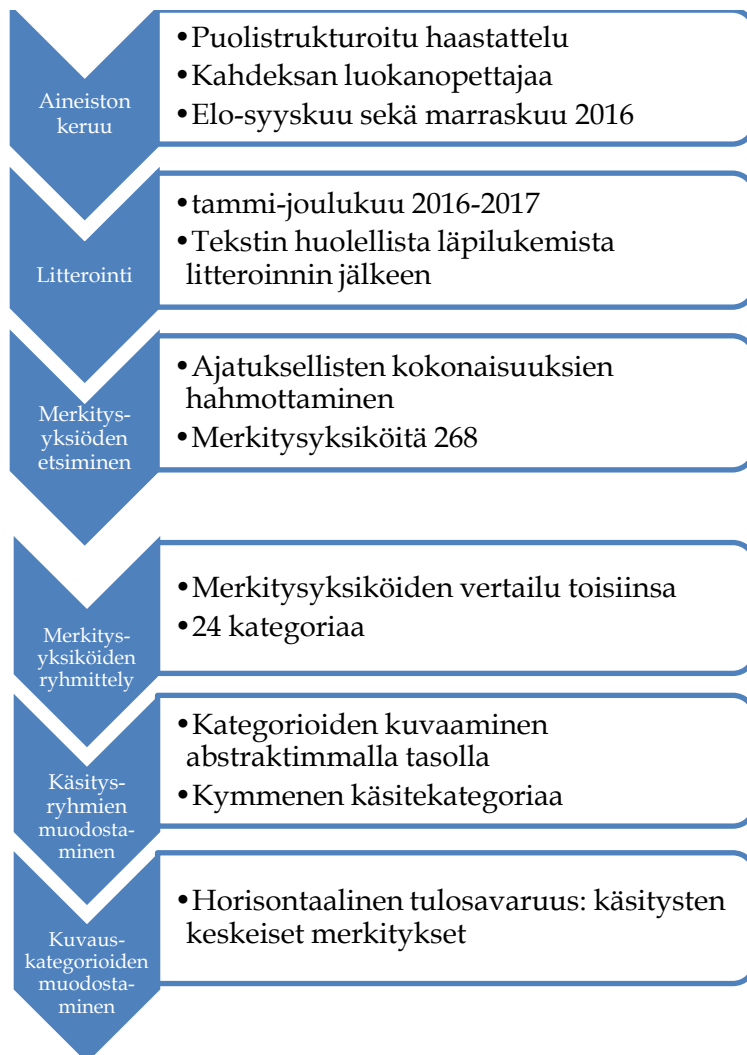 Aineiston
keruu
•Puolistrukturoitu haastattelu
•Kahdeksan luokanopettajaa
•Elo-syyskuu sekä marraskuu 2016
Litterointi
•tammi-joulukuu 2016-2017
•Tekstin huolellista läpilukemista
litteroinnin jälkeen
Merkitys-
yksiöden
etsiminen
•Ajatuksellisten kokonaisuuksien
hahmottaminen
•Merkitysyksiköitä 268
Merkitys-
yksiköiden
ryhmittely
•Merkitysyksiköiden vertailu toisiinsa
•24 kategoriaa
Käsitys-
ryhmien
muodosta-
minen
•Kategorioiden kuvaaminen
abstraktimmalla tasolla
•Kymmenen käsitekategoriaa
Kuvaus-
kategorioiden
muodosta-
minen
•Horisontaalinen tulosavaruus: käsitysten
keskeiset merkitykset